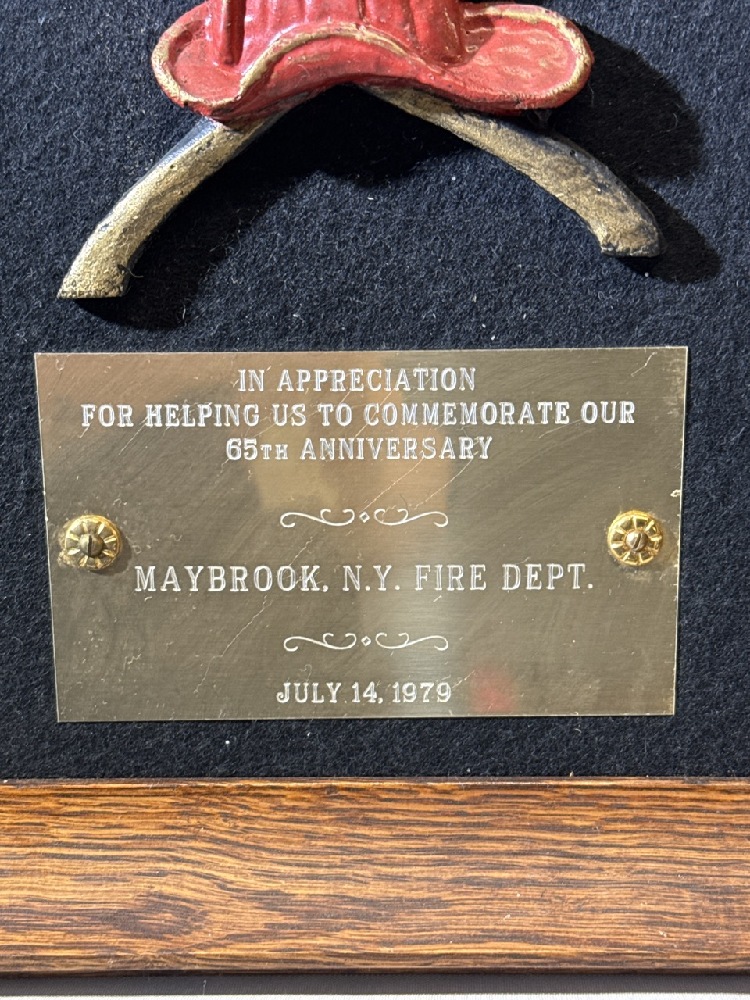 IN APPRECIATION
FOR HELPING US TO COMMEMORATE OUR
65TH ANNIVERSARY
MAYBROOK, N.Y. FIRE DEPT.
JULY 14, 1979